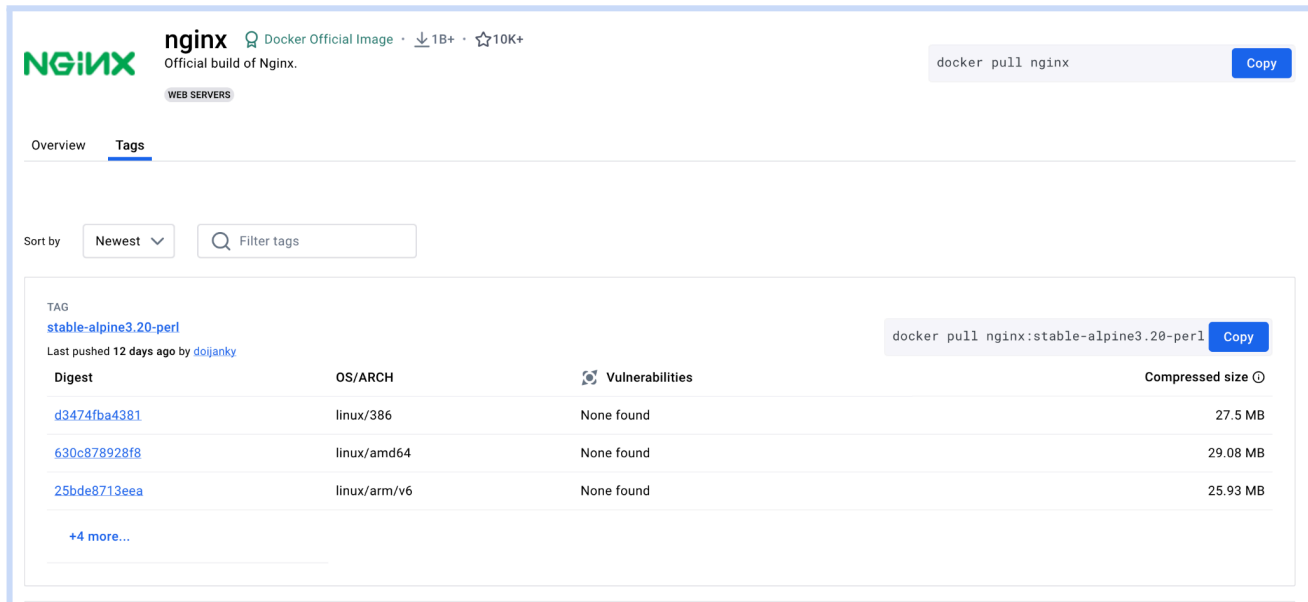 NGINX
nginx Docker Official Image · 1B+ · 10K+
Official build of Nginx.
docker pull nginx Copy
WEB SERVERS
Overview Tags
Sort by Newest Filter tags
TAG
stable-alpine3.20-perl
Last pushed 12 days ago by doijanky
docker pull nginx:stable-alpine3.20-perl Copy
Digest OS/ARCH Vulnerabilities Compressed size
d3474fba4381 linux/386 None found 27.5 MB
630c878928f8 linux/amd64 None found 29.08 MB
25bde8713eea linux/arm/v6 None found 25.93 MB
+4 more...